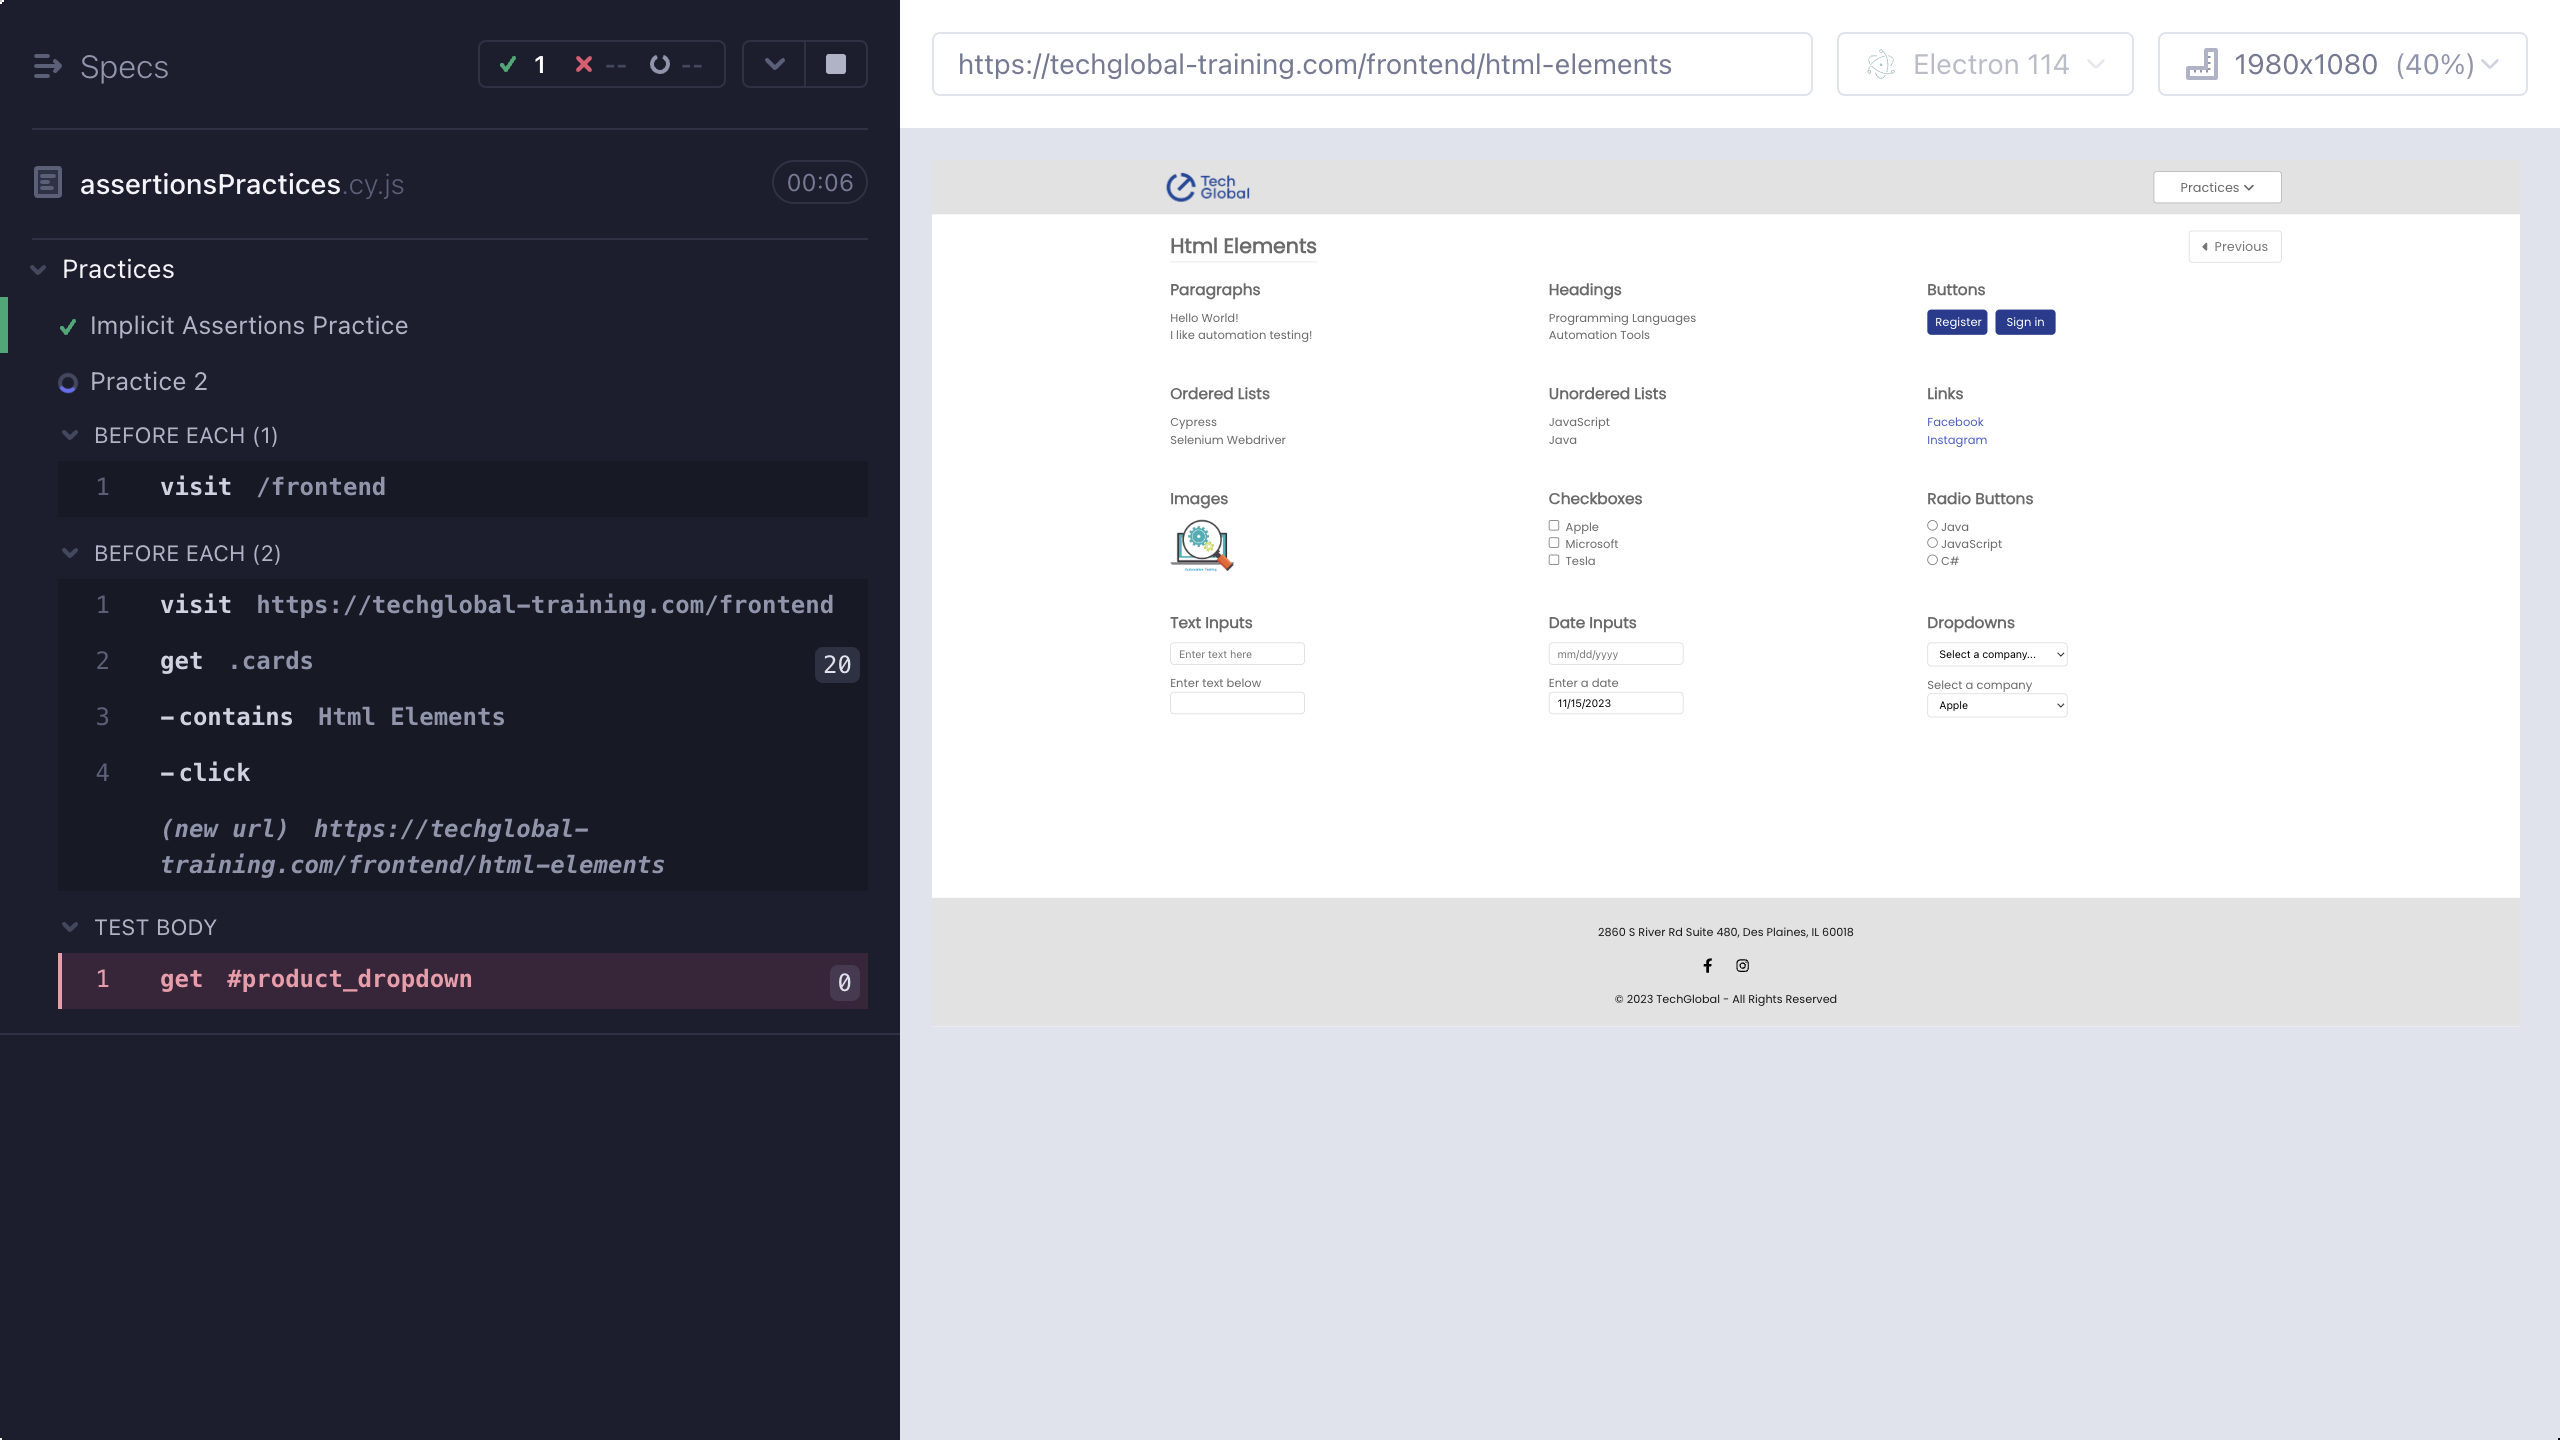 Specs
1 -- --
assertionsPractices.cy.js 00:06
Practices
Implicit Assertions Practice
Practice 2
BEFORE EACH (1)
1 visit /frontend
BEFORE EACH (2)
1 visit https://techglobal-training.com/frontend
2 get .cards 20
3 -contains Html Elements
4 -click
(new url) https://techglobal-
training.com/frontend/html-elements
TEST BODY
1 get #product_dropdown 0
https://techglobal-training.com/frontend/html-elements
Electron 114
1980x1080 (40%)
Tech
Global
Practices
Html Elements
Previous
Paragraphs
Hello World!
I like automation testing!
Headings
Programming Languages
Automation Tools
Buttons
Register Sign in
Ordered Lists
Cypress
Selenium Webdriver
Unordered Lists
JavaScript
Java
Links
Facebook
Instagram
Images
Checkboxes
Apple
Microsoft
Tesla
Radio Buttons
Java
JavaScript
C#
Text Inputs
Enter text here
Enter text below
Date Inputs
mm/dd/yyyy
Enter a date
11/15/2023
Dropdowns
Select a company...
Select a company
Apple
2860 S River Rd Suite 480, Des Plaines, IL 60018
© 2023 TechGlobal - All Rights Reserved